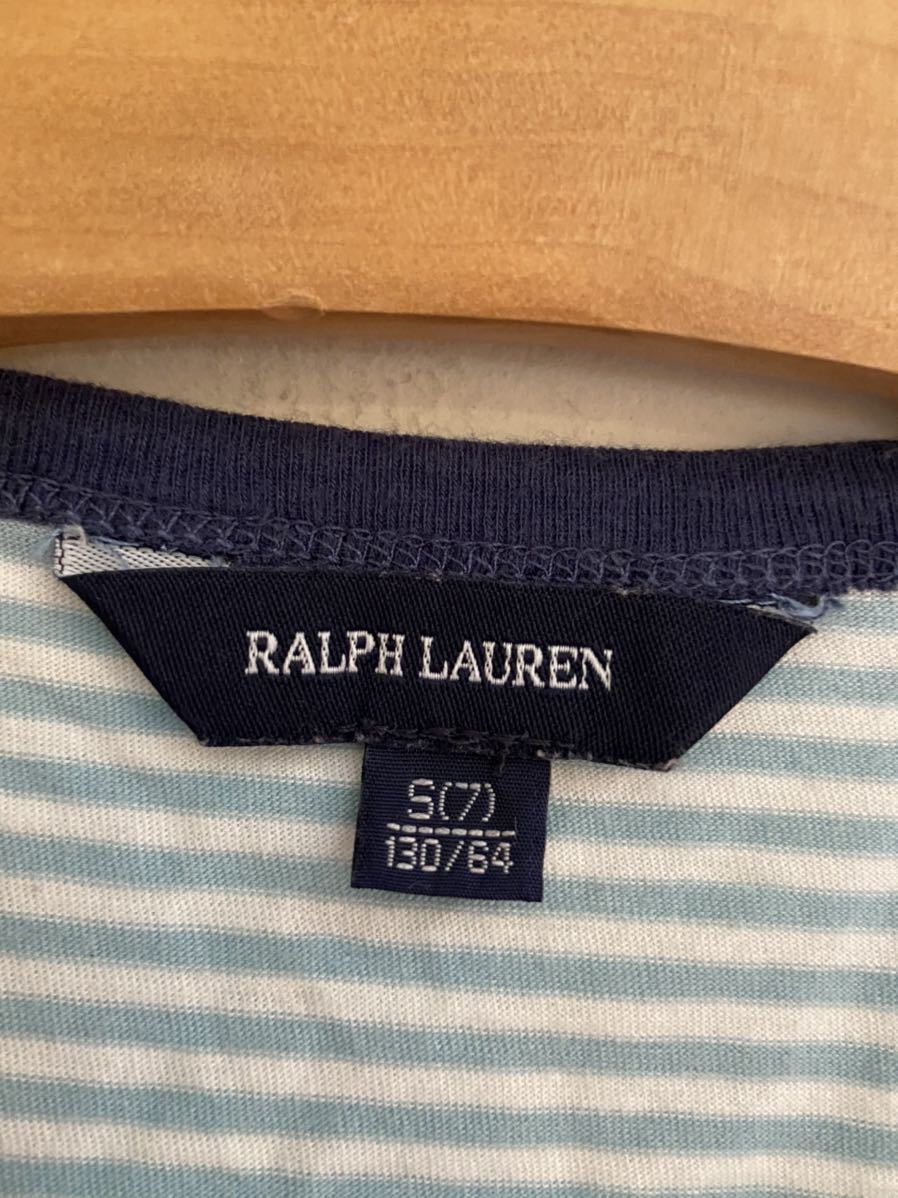 RALPH LAUREN
S(7)
130/64